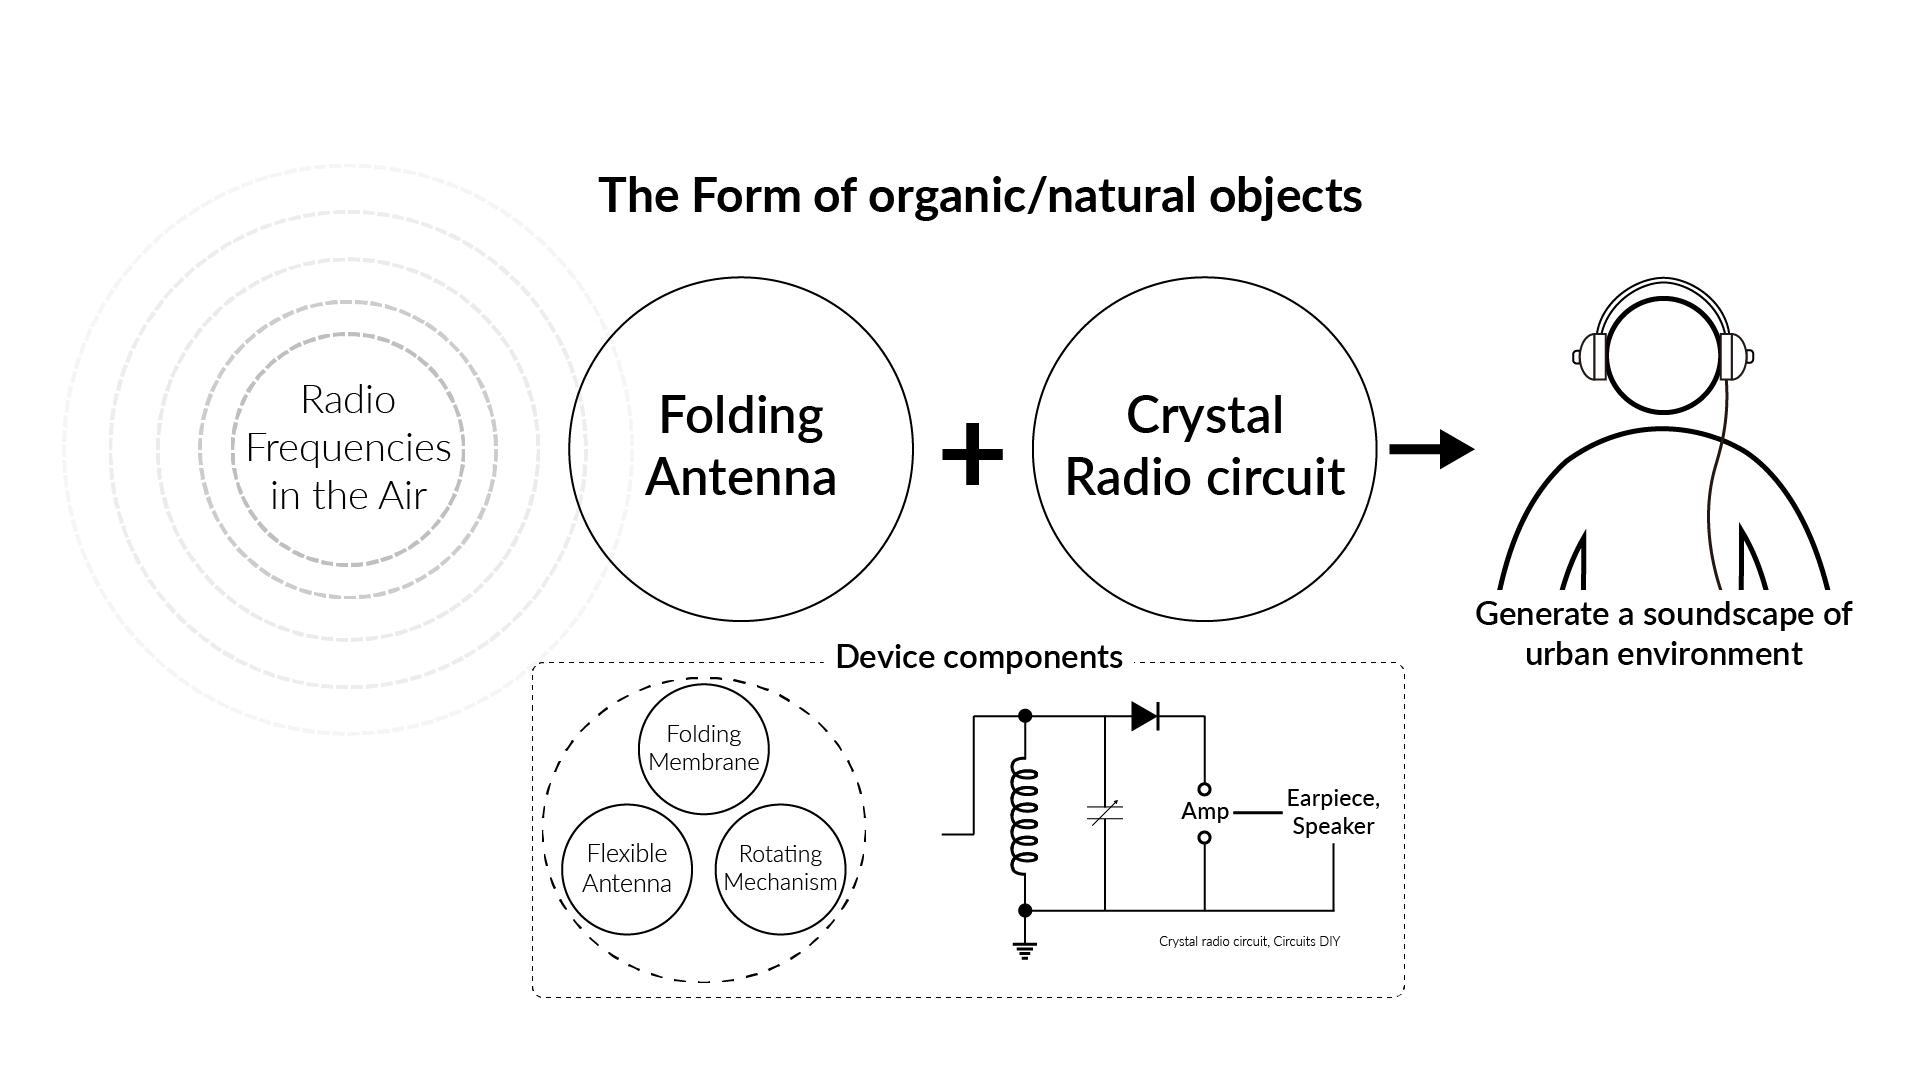 The Form of organic/natural objects
Radio
Frequencies
in the Air
Folding
Antenna
Crystal
Radio circuit
Generate a soundscape of
urban environment
Device components
Folding
Membrane
Flexible
Antenna
Rotating
Mechanism
Amp
Earpiece,
Speaker
Crystal radio circuit, Circuits DIY